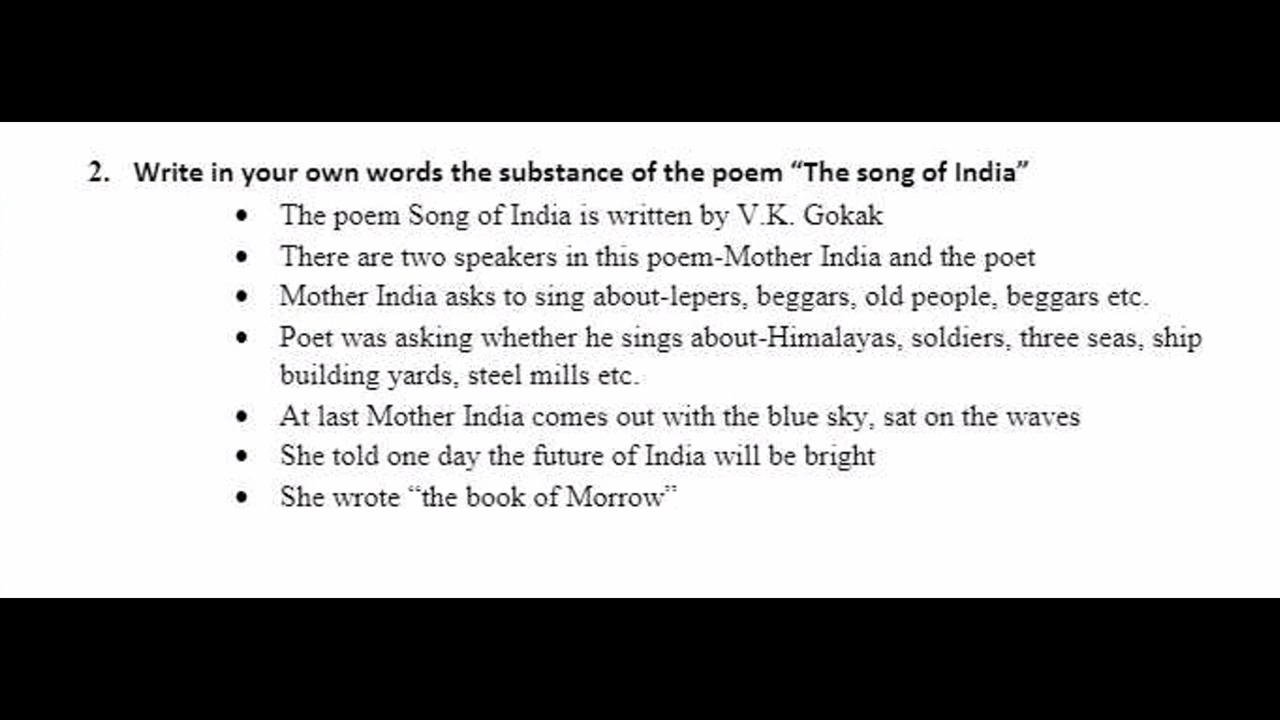 2. Write in your own words the substance of the poem “The song of India”
• The poem Song of India is written by V.K. Gokak
• There are two speakers in this poem-Mother India and the poet
• Mother India asks to sing about-lepers, beggars, old people, beggars etc.
• Poet was asking whether he sings about-Himalayas, soldiers, three seas, ship
building yards, steel mills etc.
• At last Mother India comes out with the blue sky, sat on the waves
• She told one day the future of India will be bright
• She wrote “the book of Morrow”